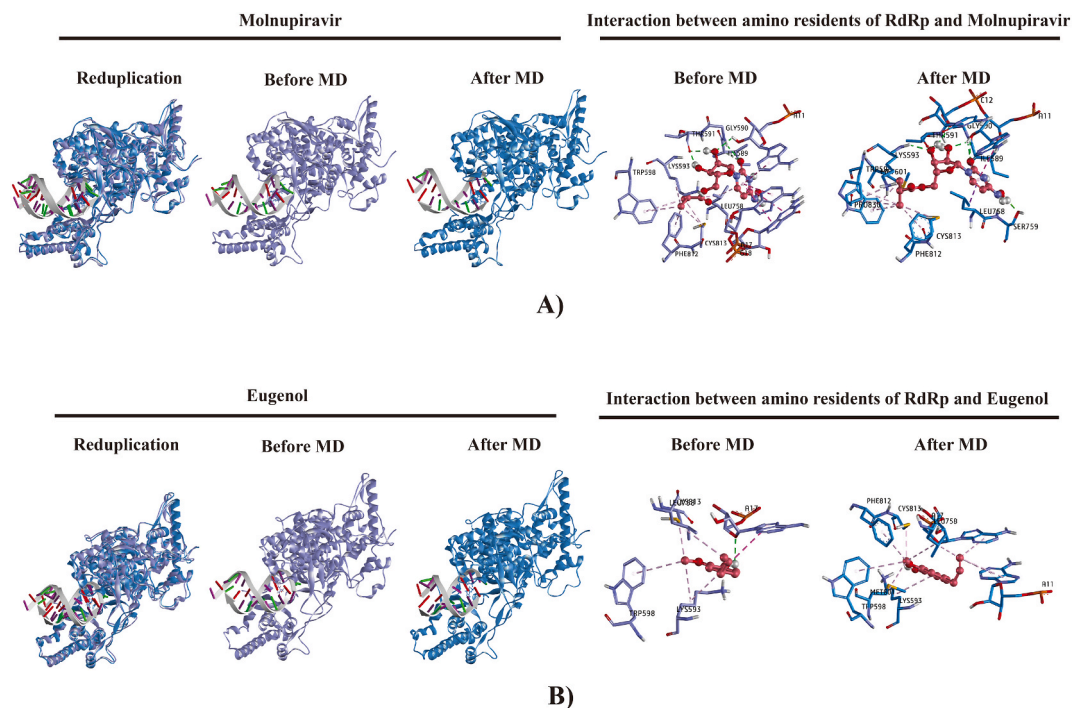 Molnupiravir
Interaction between amino residents of RdRp and Molnupiravir
Reduplication
Before MD
After MD
Before MD
After MD
THR591
GLY590
A11
LYS593
TRP598
LEU758
CYS813
PHE812
C12
A11
GLY590
LYS593
ILE589
LEU758
SER759
CYS813
PHE812
A)
Eugenol
Interaction between amino residents of RdRp and Eugenol
Reduplication
Before MD
After MD
Before MD
After MD
TRP598
LYS593
PHE812
CYS813
LEU758
A11
LYS593
TRP598
B)